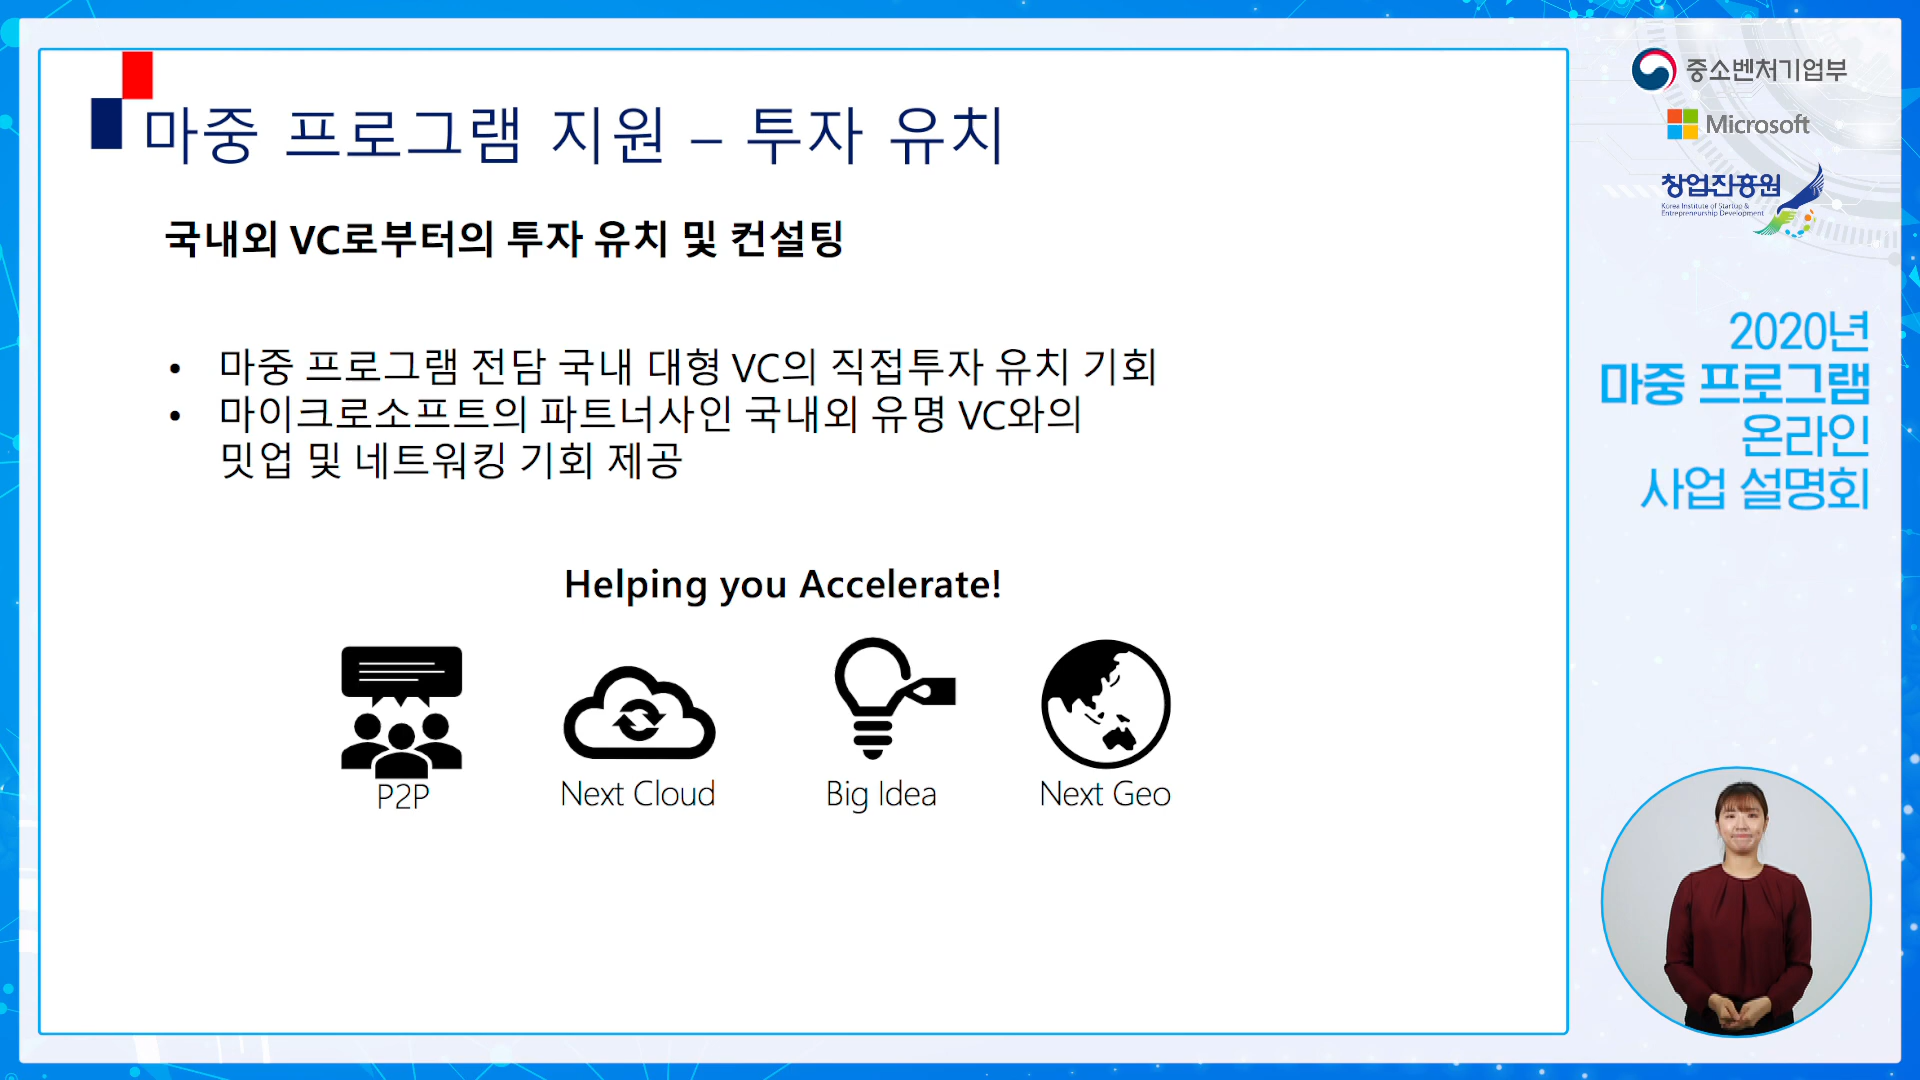 마중 프로그램 지원 – 투자 유치
국내외 VC로부터의 투자 유치 및 컨설팅
• 마중 프로그램 전담 국내 대형 VC의 직접투자 유치 기회
• 마이크로소프트의 파트너사인 국내외 유명 VC와의
밋업 및 네트워킹 기회 제공
Helping you Accelerate!
P2P
Next Cloud
Big Idea
Next Geo
중소벤처기업부
Microsoft
창업진흥원
Korea Institute of Startup &
Entrepreneurship Development
2020년
마중 프로그램
온라인
사업 설명회